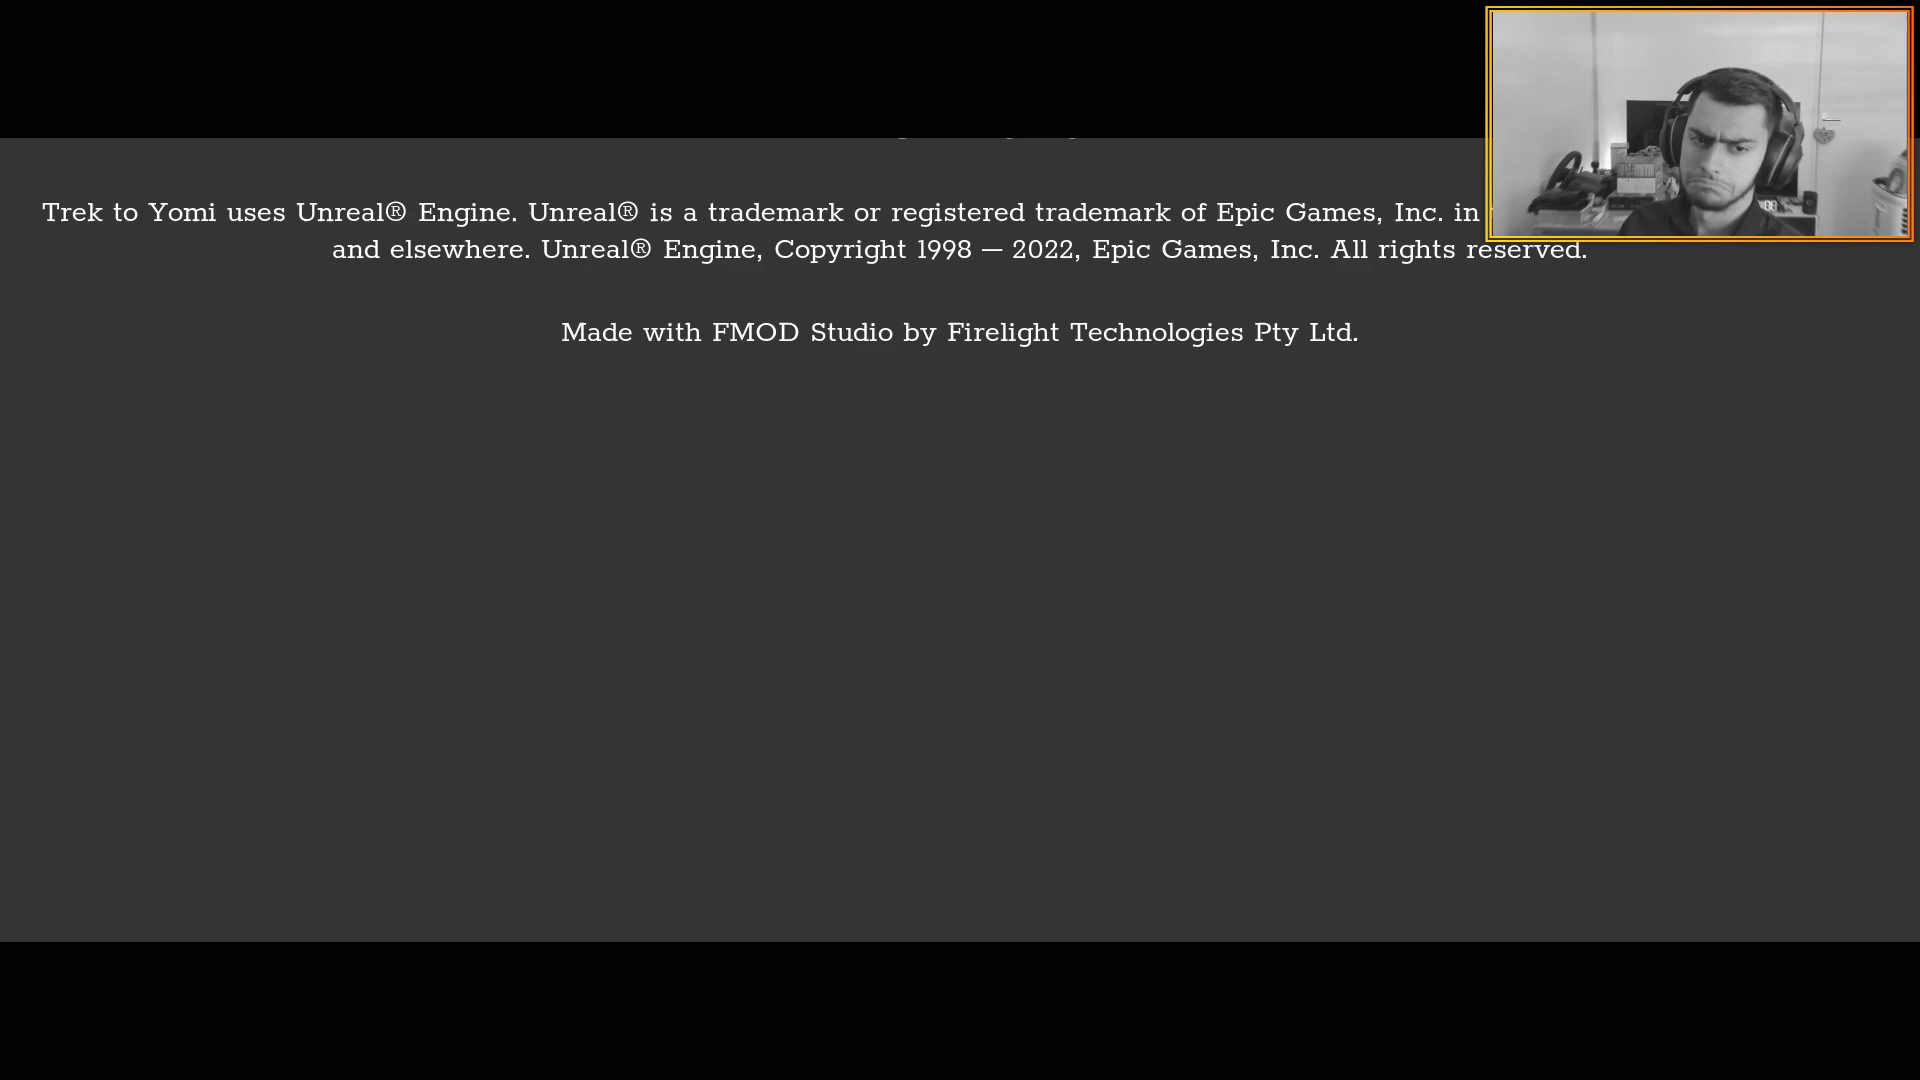 Trek to Yomi uses Unreal® Engine. Unreal® is a trademark or registered trademark of Epic Games, Inc. in
and elsewhere. Unreal® Engine, Copyright 1998 — 2022, Epic Games, Inc. All rights reserved.
Made with FMOD Studio by Firelight Technologies Pty Ltd.